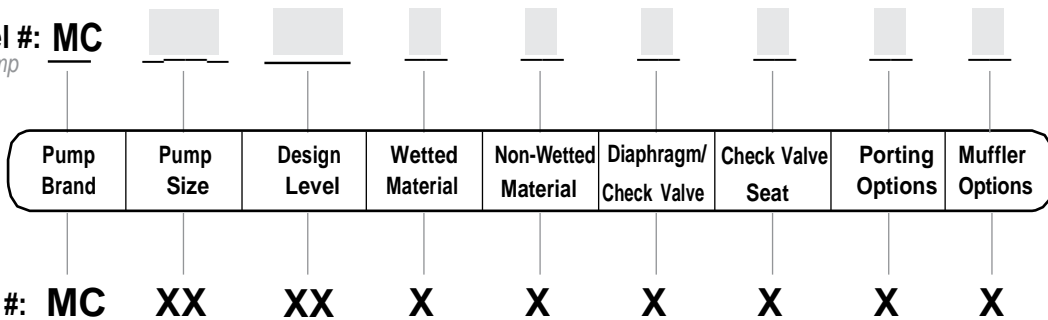 el #: MC
mp
Pump Brand
Pump Size
Design Level
Wetted Material
Non-Wetted Material
Diaphragm/ Check Valve
Check Valve Seat
Porting Options
Muffler Options
#: MC XX XX X X X X X X